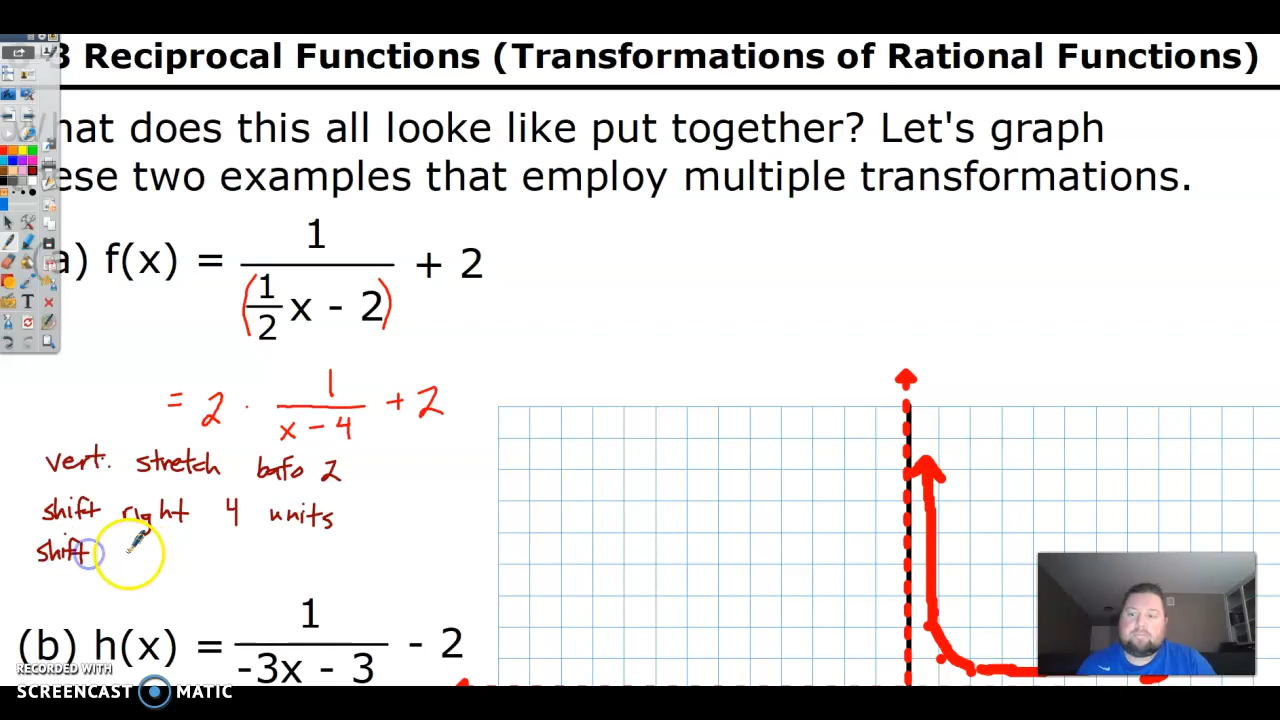 3 Reciprocal Functions (Transformations of Rational Functions)
hat does this all looke like put together? Let's graph
ese two examples that employ multiple transformations.
a) f(x) = 1 / (1/2 x - 2) + 2
= 2 · 1 / x - 4 + 2
vert. stretch bafo 2
shift right 4 units
shift
(b) h(x) = 1 / -3x - 3 - 2
RECORDED WITH
SCREENCAST MATIC